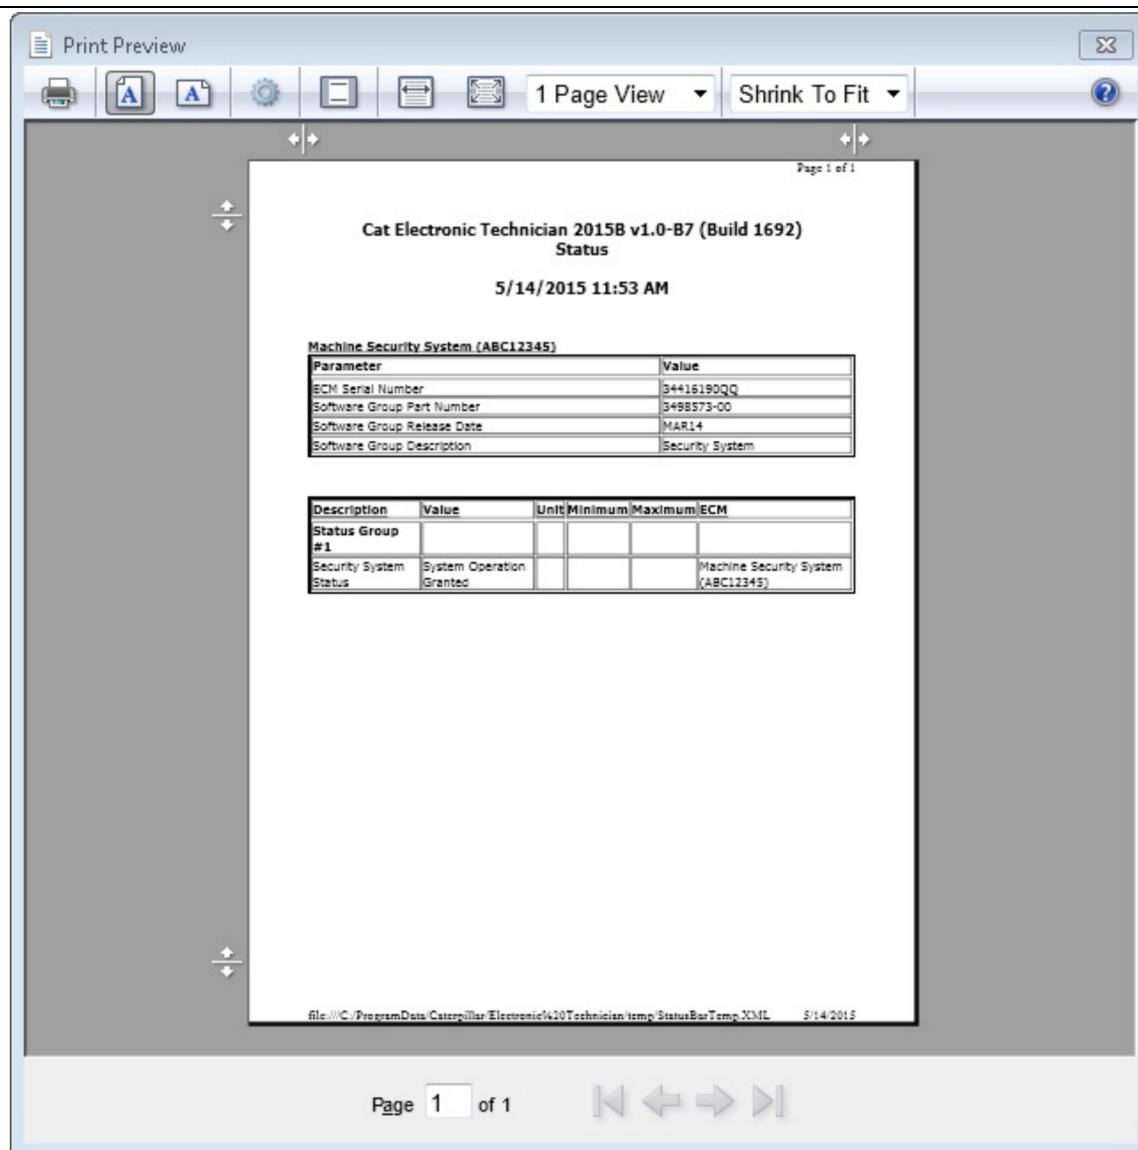 Print Preview
1 Page View
Shrink To Fit
Page 1 of 1
Cat Electronic Technician 2015B v1.0-B7 (Build 1692)
Status
5/14/2015 11:53 AM
Machine Security System (ABC12345)
Parameter Value
ECM Serial Number 34416190QQ
Software Group Part Number 3498573-00
Software Group Release Date MAR14
Software Group Description Security System
Description Value Unit Minimum Maximum ECM
Status Group
#1
Security System System Operation Machine Security System
Status Granted (ABC12345)
file:///C:/ProgramData/Caterpillar/Electronic%20Technician/temp/StatusBarTemp.XML 5/14/2015
Page 1 of 1